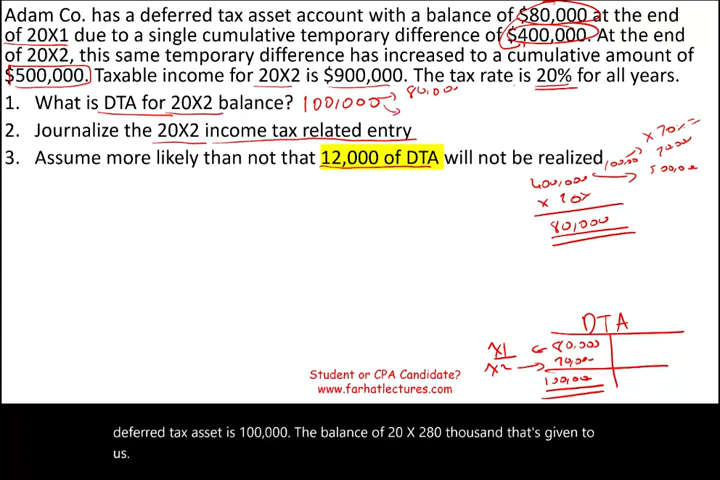 Adam Co. has a deferred tax asset account with a balance of $80,000 at the end
of 20X1 due to a single cumulative temporary difference of $400,000. At the end
of 20X2, this same temporary difference has increased to a cumulative amount of
$500,000. Taxable income for 20X2 is $900,000. The tax rate is 20% for all years.
1. What is DTA for 20X2 balance? 100,000 80,000
2. Journalize the 20X2 income tax related entry
3. Assume more likely than not that 12,000 of DTA will not be realized
400,000 500,000
80,000
DTA
X1 80,000
X2
100,000
Student or CPA Candidate?
www.farhatlectures.com
deferred tax asset is 100,000. The balance of 20 X 280 thousand that's given to
us.